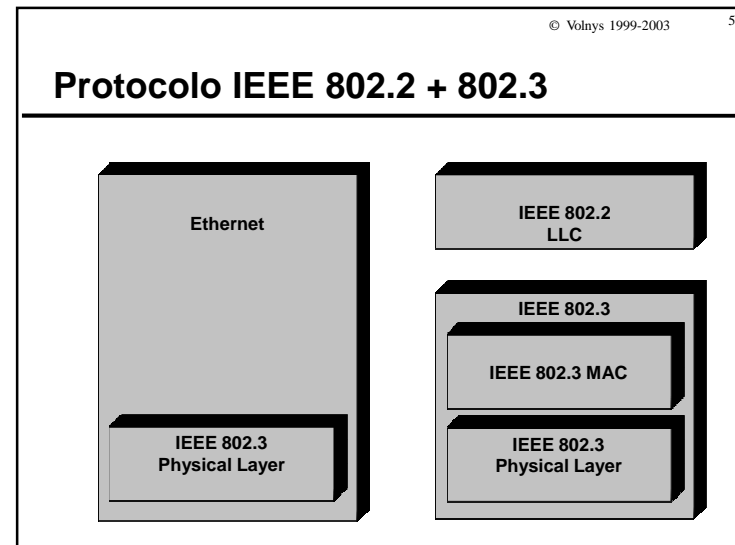 © Volnys 1999-2003
5
Protocolo IEEE 802.2 + 802.3
Ethernet
IEEE 802.3
Physical Layer
IEEE 802.2
LLC
IEEE 802.3
IEEE 802.3 MAC
IEEE 802.3
Physical Layer